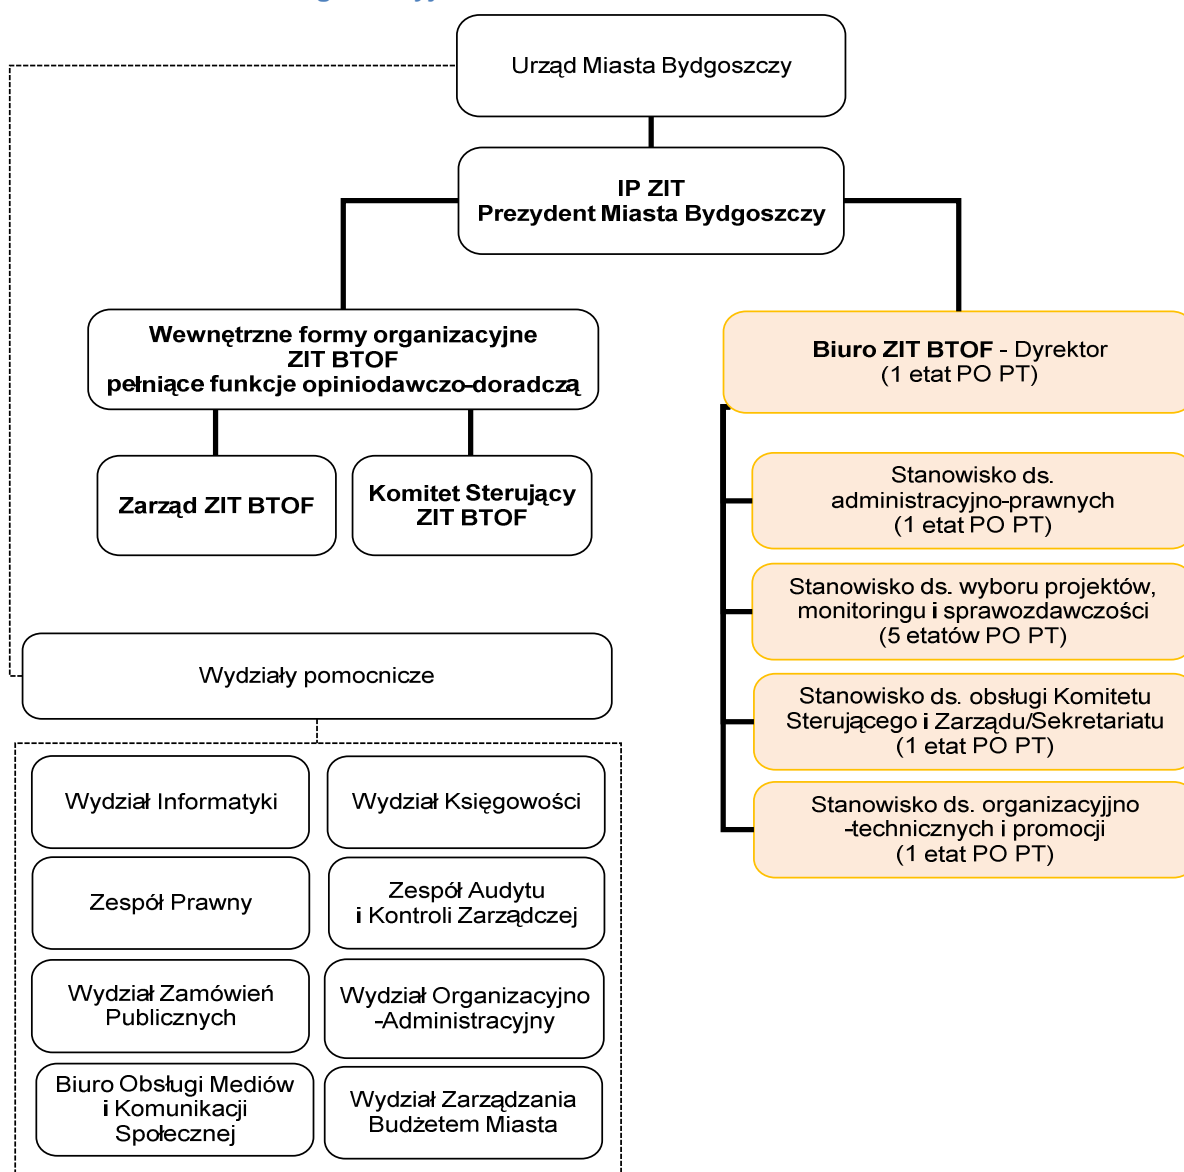 Urząd Miasta Bydgoszczy
IP ZIT
Prezydent Miasta Bydgoszczy
Wewnętrzne formy organizacyjne
ZIT BTOF
pełniące funkcje opiniodawczo-doradczą
Zarząd ZIT BTOF
Komitet Sterujący
ZIT BTOF
Biuro ZIT BTOF - Dyrektor
(1 etat PO PT)
Stanowisko ds.
administracyjno-prawnych
(1 etat PO PT)
Stanowisko ds. wyboru projektów,
monitoringu i sprawozdawczości
(5 etatów PO PT)
Stanowisko ds. obsługi Komitetu
Sterującego i Zarządu/Sekretariatu
(1 etat PO PT)
Stanowisko ds. organizacyjjno
-technicznych i promocji
(1 etat PO PT)
Wydziały pomocnicze
Wydział Informatyki
Wydział Księgowości
Zespół Prawny
Zespół Audytu
i Kontroli Zarządczej
Wydział Zamówień
Publicznych
Wydział Organizacyjno
-Administracyjny
Biuro Obsługi Mediów
i Komunikacji
Społecznej
Wydział Zarządzania
Budżetem Miasta